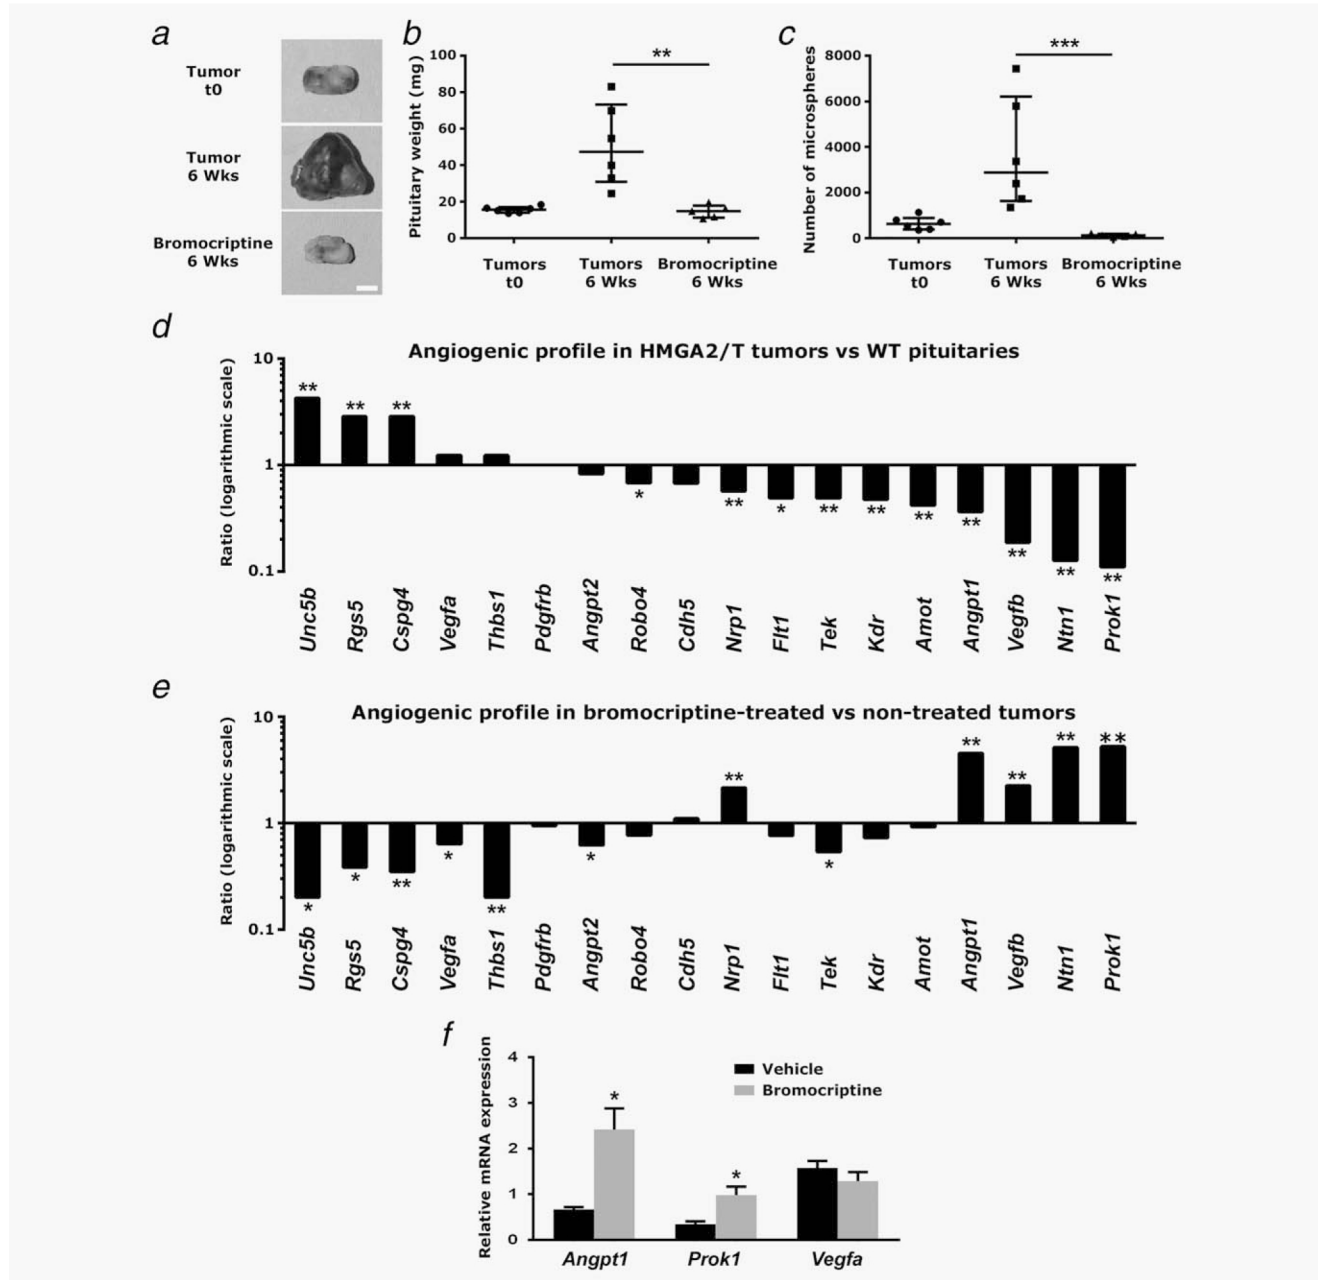 a
Tumor
t0
Tumor
6 Wks
Bromocriptine
6 Wks
b
Pituitary weight (mg)
100
80
60
40
20
0
**
Tumors
t0
Tumors
6 Wks
Bromocriptine
6 Wks
c
Number of microspheres
8000
6000
4000
2000
0
***
Tumors
t0
Tumors
6 Wks
Bromocriptine
6 Wks
d
Angiogenic profile in HMGA2/T tumors vs WT pituitaries
Ratio (logarithmic scale)
10
1
0.1
** ** ** * ** * ** ** ** ** ** ** **
Unc5b Rgs5 Cspg4 Vegfa Thbs1 Pdgfrb Angpt2 Robo4 Cdh5 Nrp1 Flt1 Tek Kdr Amot Angpt1 Vegfb Ntn1 Prok1
e
Angiogenic profile in bromocriptine-treated vs non-treated tumors
Ratio (logarithmic scale)
10
1
0.1
* * ** * ** * ** * ** ** ** **
Unc5b Rgs5 Cspg4 Vegfa Thbs1 Pdgfrb Angpt2 Robo4 Cdh5 Nrp1 Flt1 Tek Kdr Amot Angpt1 Vegfb Ntn1 Prok1
f
Relative mRNA expression
4
3
2
1
0
Vehicle
Bromocriptine
* *
Angpt1 Prok1 Vegfa